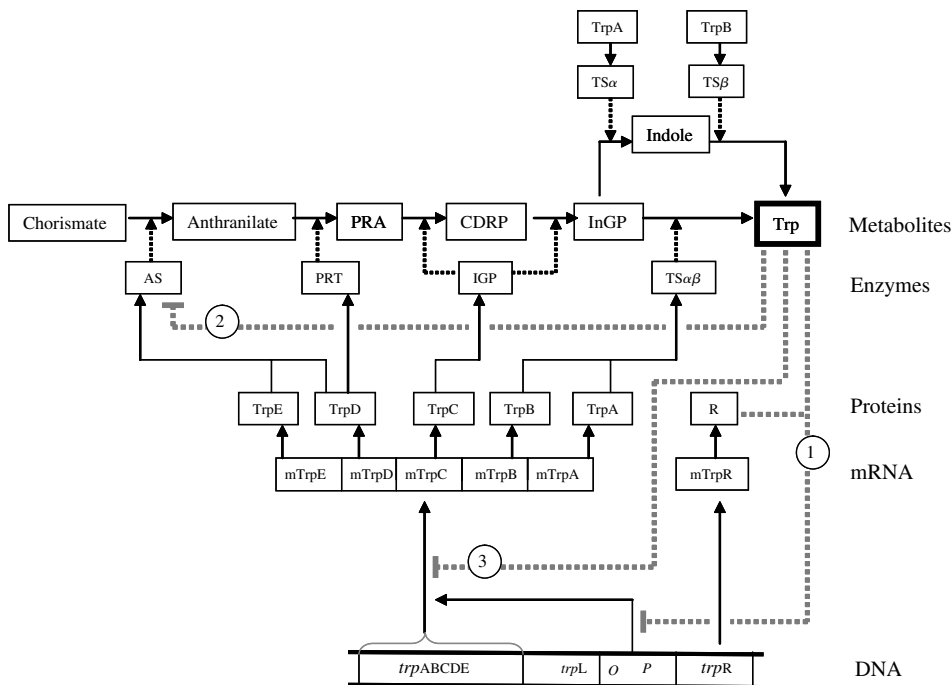 TrpA TrpB
TSα TSβ
Indole
Chorismate Anthranilate PRA CDRP InGP Trp Metabolites
AS PRT IGP TSαβ Enzymes
2
TrpE TrpD TrpC TrpB TrpA R Proteins
1
mTrpE mTrpD mTrpC mTrpB mTrpA mTrpR mRNA
3
trpABCDE trpL O P trpR DNA